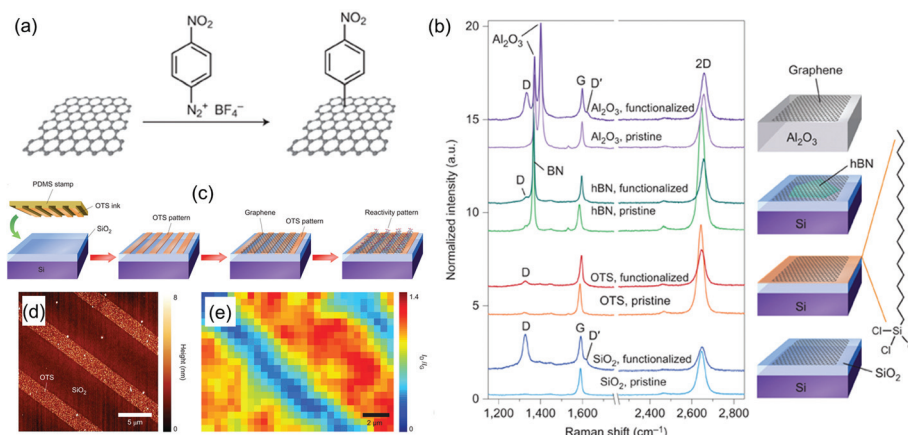 (a)
NO₂
N₂⁺ BF₄⁻
NO₂
(b)
Normalized intensity (a.u.)
20
15
10
5
0
Al₂O₃
D
G
D′
2D
Al₂O₃, functionalized
Al₂O₃, pristine
BN
D
hBN, functionalized
hBN, pristine
D
OTS, functionalized
OTS, pristine
D
G
D′
SiO₂, functionalized
SiO₂, pristine
1,200
1,400
1,600
2,600
2,800
Raman shift (cm⁻¹)
Graphene
Al₂O₃
hBN
Si
Si
Cl
Si
Cl
Si
SiO₂
(c)
PDMS stamp
OTS ink
SiO₂
Si
OTS pattern
Graphene
OTS pattern
Reactivity pattern
(d)
OTS
SiO₂
5 μm
8
Height (nm)
0
(e)
2 μm
1.4
I_D/I_G
0